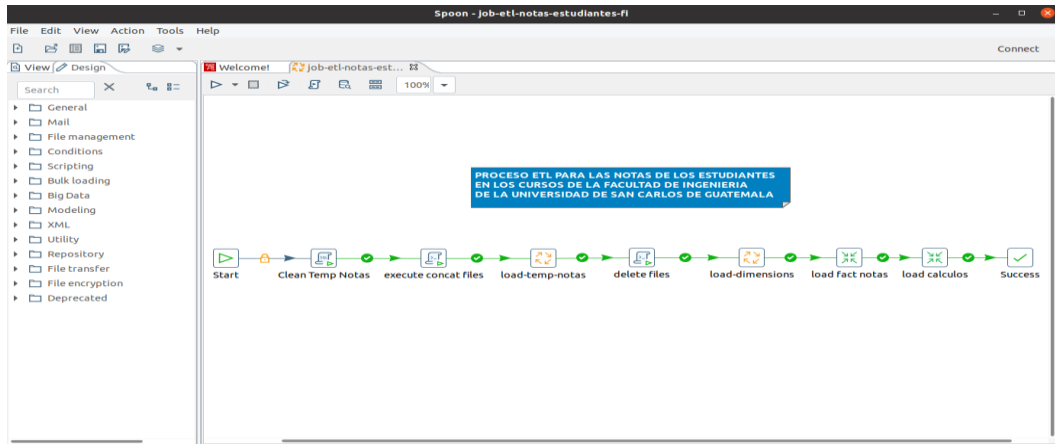 Spoon - job-etl-notas-estudiantes-fi
File Edit View Action Tools Help
Connect
View Design
Welcome! job-etl-notas-est...
Search
100%
General
Mail
File management
Conditions
Scripting
Bulk loading
Big Data
Modeling
XML
Utility
Repository
File transfer
File encryption
Deprecated
PROCESO ETL PARA LAS NOTAS DE LOS ESTUDIANTES
EN LOS CURSOS DE LA FACULTAD DE INGENIERIA
DE LA UNIVERSIDAD DE SAN CARLOS DE GUATEMALA
Start Clean Temp Notas execute concat files load-temp-notas delete files load-dimensions load fact notas load calculos Success